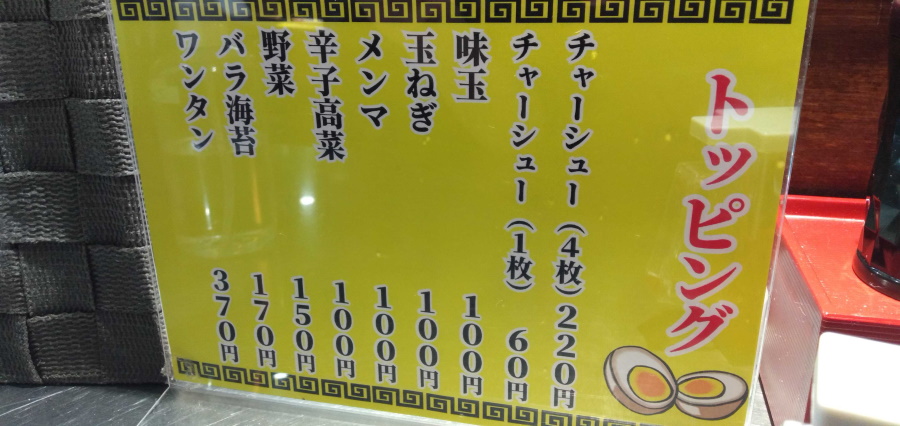 トッピング
チャーシュー（4枚）220円
チャーシュー（1枚） 60円
味玉 100円
玉ねぎ 100円
メンマ 100円
辛子高菜 100円
野菜 150円
バラ海苔 170円
ワンタン 370円